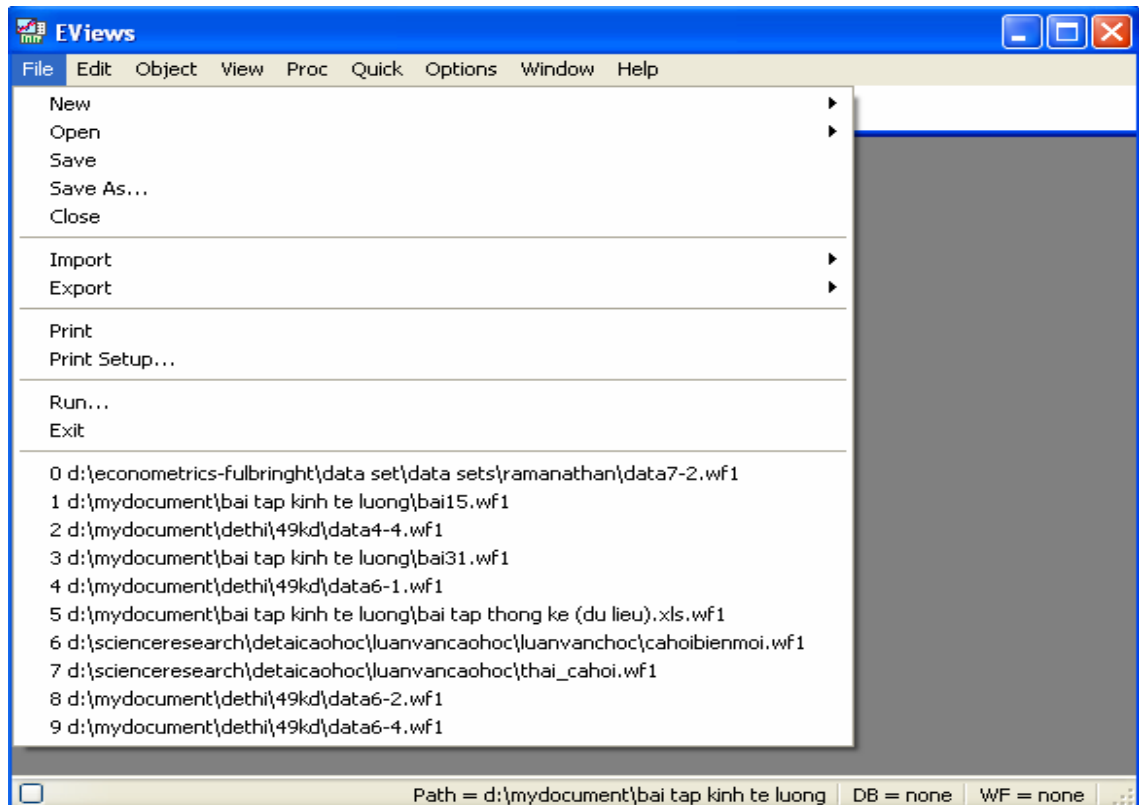 EViews
File Edit Object View Proc Quick Options Window Help
New
Open
Save
Save As...
Close
Import
Export
Print
Print Setup...
Run...
Exit
0 d:\econometrics-fulbringht\data set\data sets\ramanathan\data7-2.wf1
1 d:\mydocument\bai tap kinh te luong\bai15.wf1
2 d:\mydocument\dethi\49kd\data4-4.wf1
3 d:\mydocument\bai tap kinh te luong\bai31.wf1
4 d:\mydocument\dethi\49kd\data6-1.wf1
5 d:\mydocument\bai tap kinh te luong\bai tap thong ke (du lieu).xls.wf1
6 d:\scienceresearch\detaicaohoc\luanvancaohoc\luanvanchoc\cahoibienmoi.wf1
7 d:\scienceresearch\detaicaohoc\luanvancaohoc\thai_cahoi.wf1
8 d:\mydocument\dethi\49kd\data6-2.wf1
9 d:\mydocument\dethi\49kd\data6-4.wf1
Path = d:\mydocument\bai tap kinh te luong DB = none WF = none